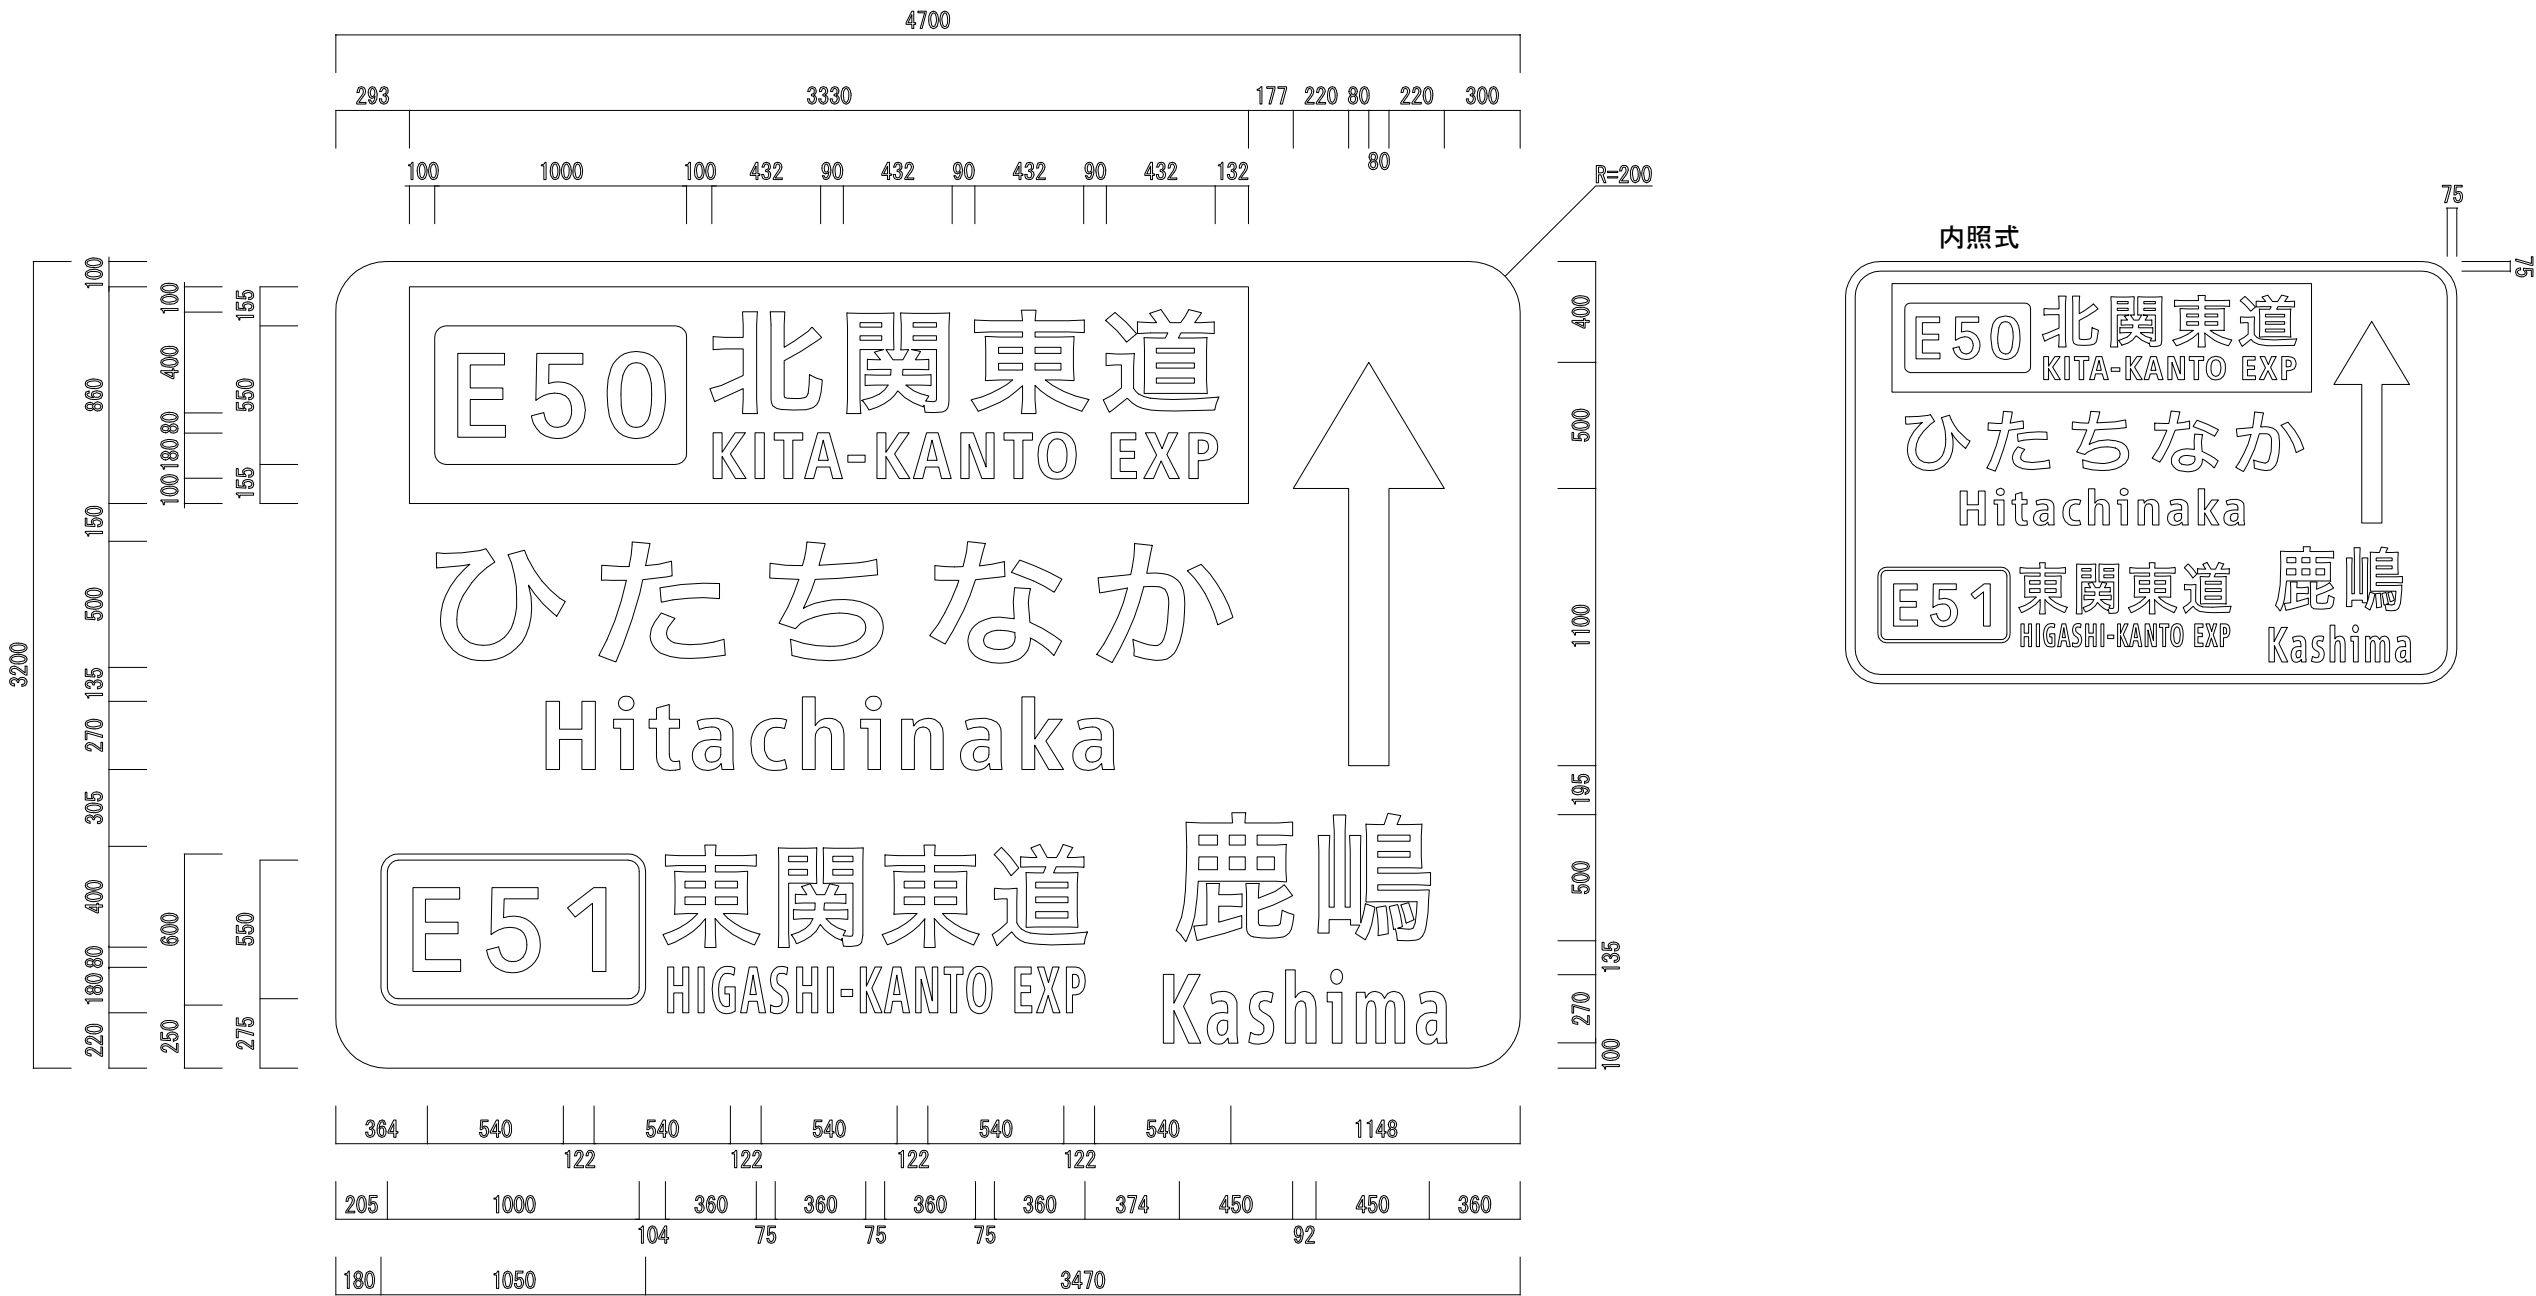 4700
293 3330 177 220 80 220 300
80
100 1000 100 432 90 432 90 432 90 432 132
R=200
3200
100 860 150 500 135 270 305 400 80 180 220
100 400 80 180 100
155 550 155
600 250
550 275
E50 北関東道
KITA-KANTO EXP
ひたちなか
Hitachinaka
E51 東関東道
HIGASHI-KANTO EXP
鹿嶋
Kashima
400 500 1100 195 500 135 270 100
364 540 540 540 540 540 1148
122 122 122 122
205 1000 360 360 360 360 374 450 450 360
104 75 75 75 92
180 1050 3470
内照式
75
75
E50 北関東道
KITA-KANTO EXP
ひたちなか
Hitachinaka
E51 東関東道
HIGASHI-KANTO EXP
鹿嶋
Kashima